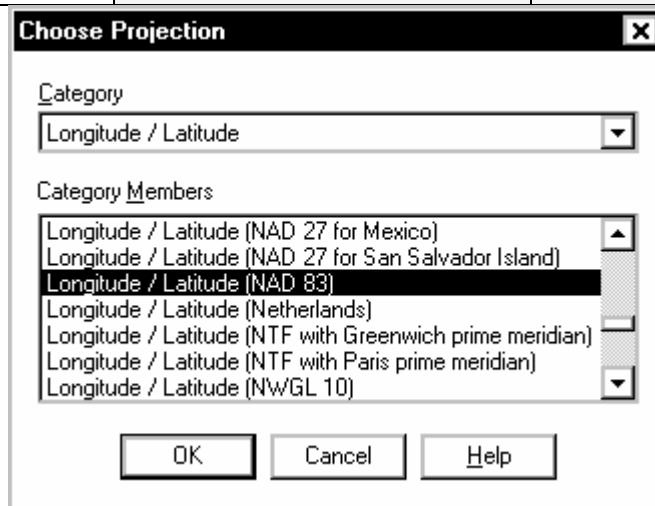 Choose Projection
Category
Longitude / Latitude
Category Members
Longitude / Latitude (NAD 27 for Mexico)
Longitude / Latitude (NAD 27 for San Salvador Island)
Longitude / Latitude (NAD 83)
Longitude / Latitude (Netherlands)
Longitude / Latitude (NTF with Greenwich prime meridian)
Longitude / Latitude (NTF with Paris prime meridian)
Longitude / Latitude (NWGL 10)
OK Cancel Help